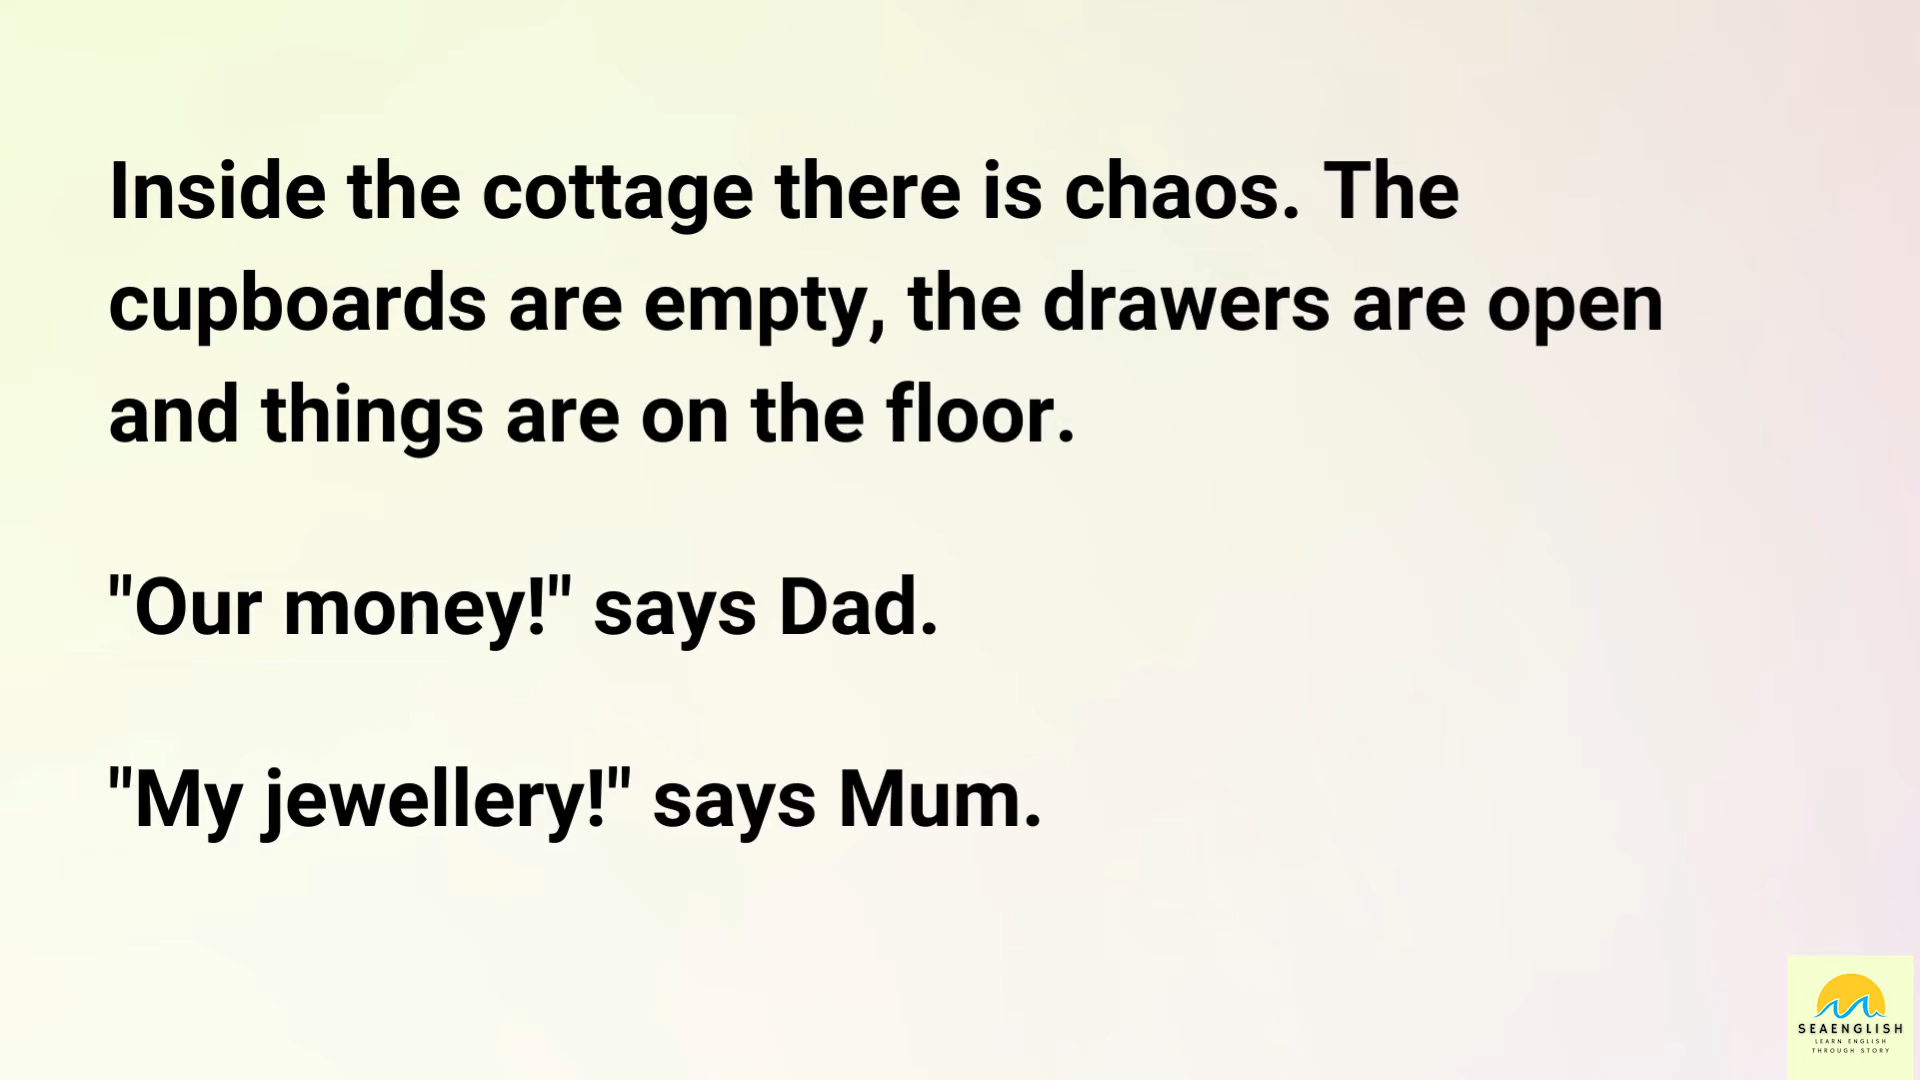 Inside the cottage there is chaos. The
cupboards are empty, the drawers are open
and things are on the floor.
"Our money!" says Dad.
"My jewellery!" says Mum.
SEAENGLISH
LEARN ENGLISH
THROUGH STORY